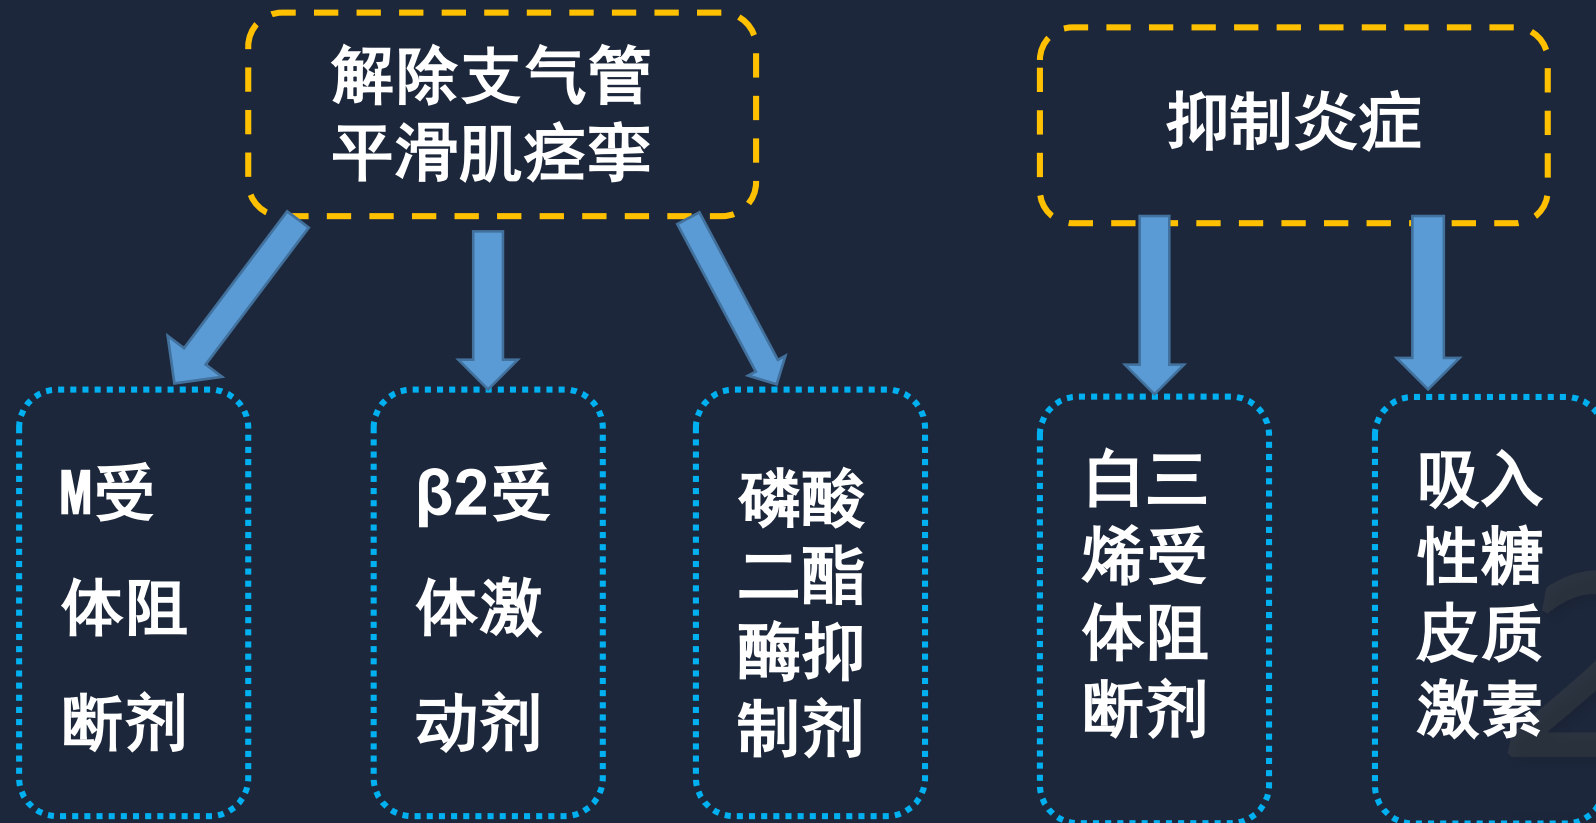 解除支气管
平滑肌痉挛
抑制炎症
M受
体阻
断剂
β2受
体激
动剂
磷酸
二酯
酶抑
制剂
白三
烯受
体阻
断剂
吸入
性糖
皮质
激素
2